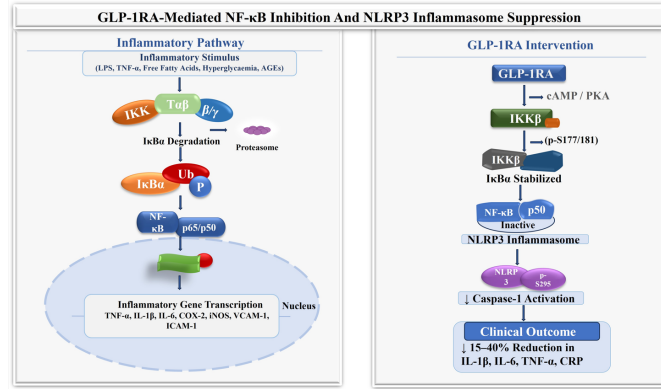 GLP-1RA-Mediated NF-κB Inhibition And NLRP3 Inflammasome Suppression
Inflammatory Pathway
Inflammatory Stimulus
(LPS, TNF-α, Free Fatty Acids, Hyperglycaemia, AGEs)
IKK
Tαβ
β/γ
IκBα Degradation
Proteasome
IκBα
Ub
P
NF-
κB
p65/p50
Nucleus
Inflammatory Gene Transcription
TNF-α, IL-1β, IL-6, COX-2, iNOS, VCAM-1,
ICAM-1
GLP-1RA Intervention
GLP-1RA
cAMP / PKA
IKKβ
(p-S177/181)
IKKβ
IκBα Stabilized
NF-κB
p50
Inactive
NLRP3 Inflammasome
NLRP
3
p-
S295
↓ Caspase-1 Activation
Clinical Outcome
↓ 15–40% Reduction in
IL-1β, IL-6, TNF-α, CRP